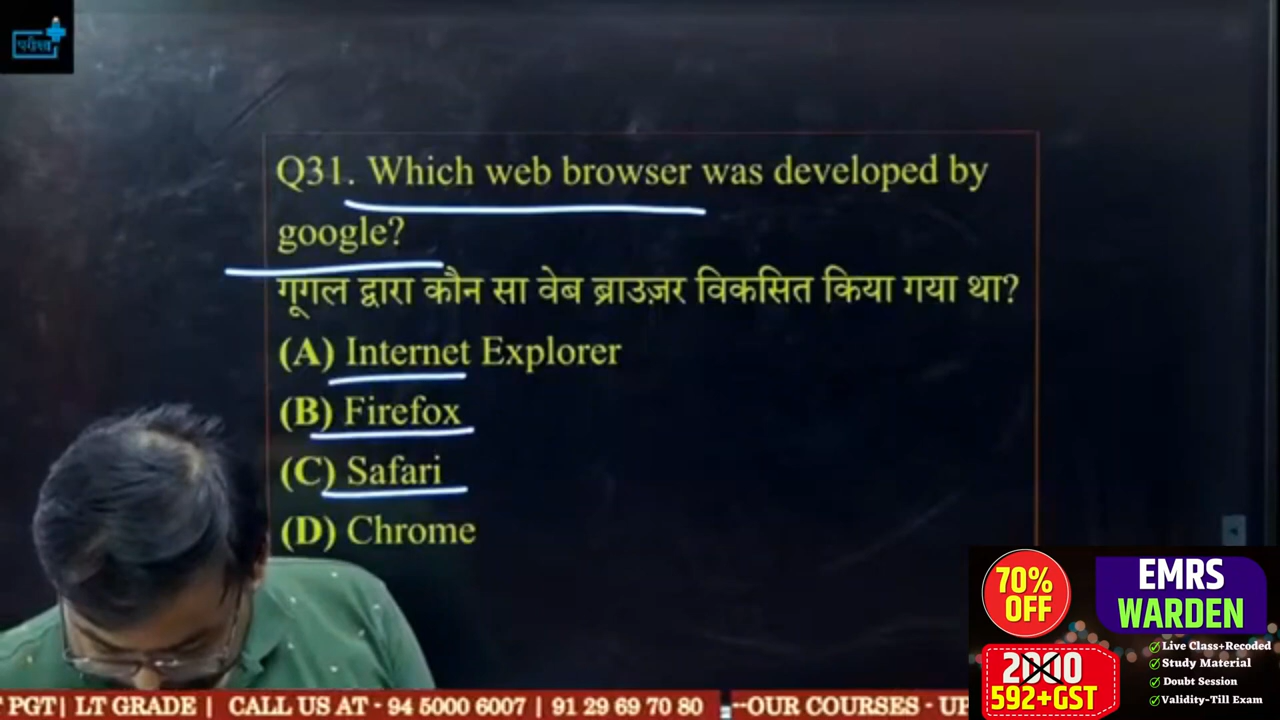 परीक्षा
Q31. Which web browser was developed by
google?
गूगल द्वारा कौन सा वेब ब्राउज़र विकसित किया गया था?
(A) Internet Explorer
(B) Firefox
(C) Safari
(D) Chrome
70%
OFF
2000
592+GST
EMRS
WARDEN
Live Class+Recoded
Study Material
Doubt Session
Validity-Till Exam
PGT| LT GRADE | CALL US AT - 94 5000 6007 | 91 29 69 70 80 --OUR COURSES - UP